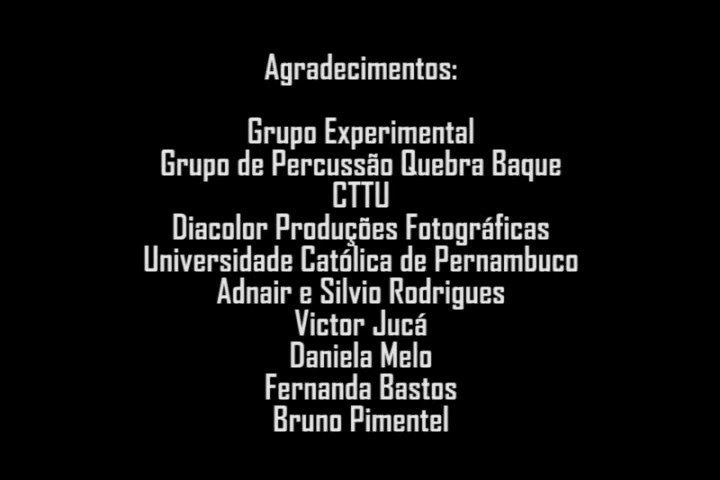 Agradecimentos:
Grupo Experimental
Grupo de Percussão Quebra Baque
CTTU
Diacolor Produções Fotográficas
Universidade Católica de Pernambuco
Adnair e Silvio Rodrigues
Victor Jucá
Daniela Melo
Fernanda Bastos
Bruno Pimentel